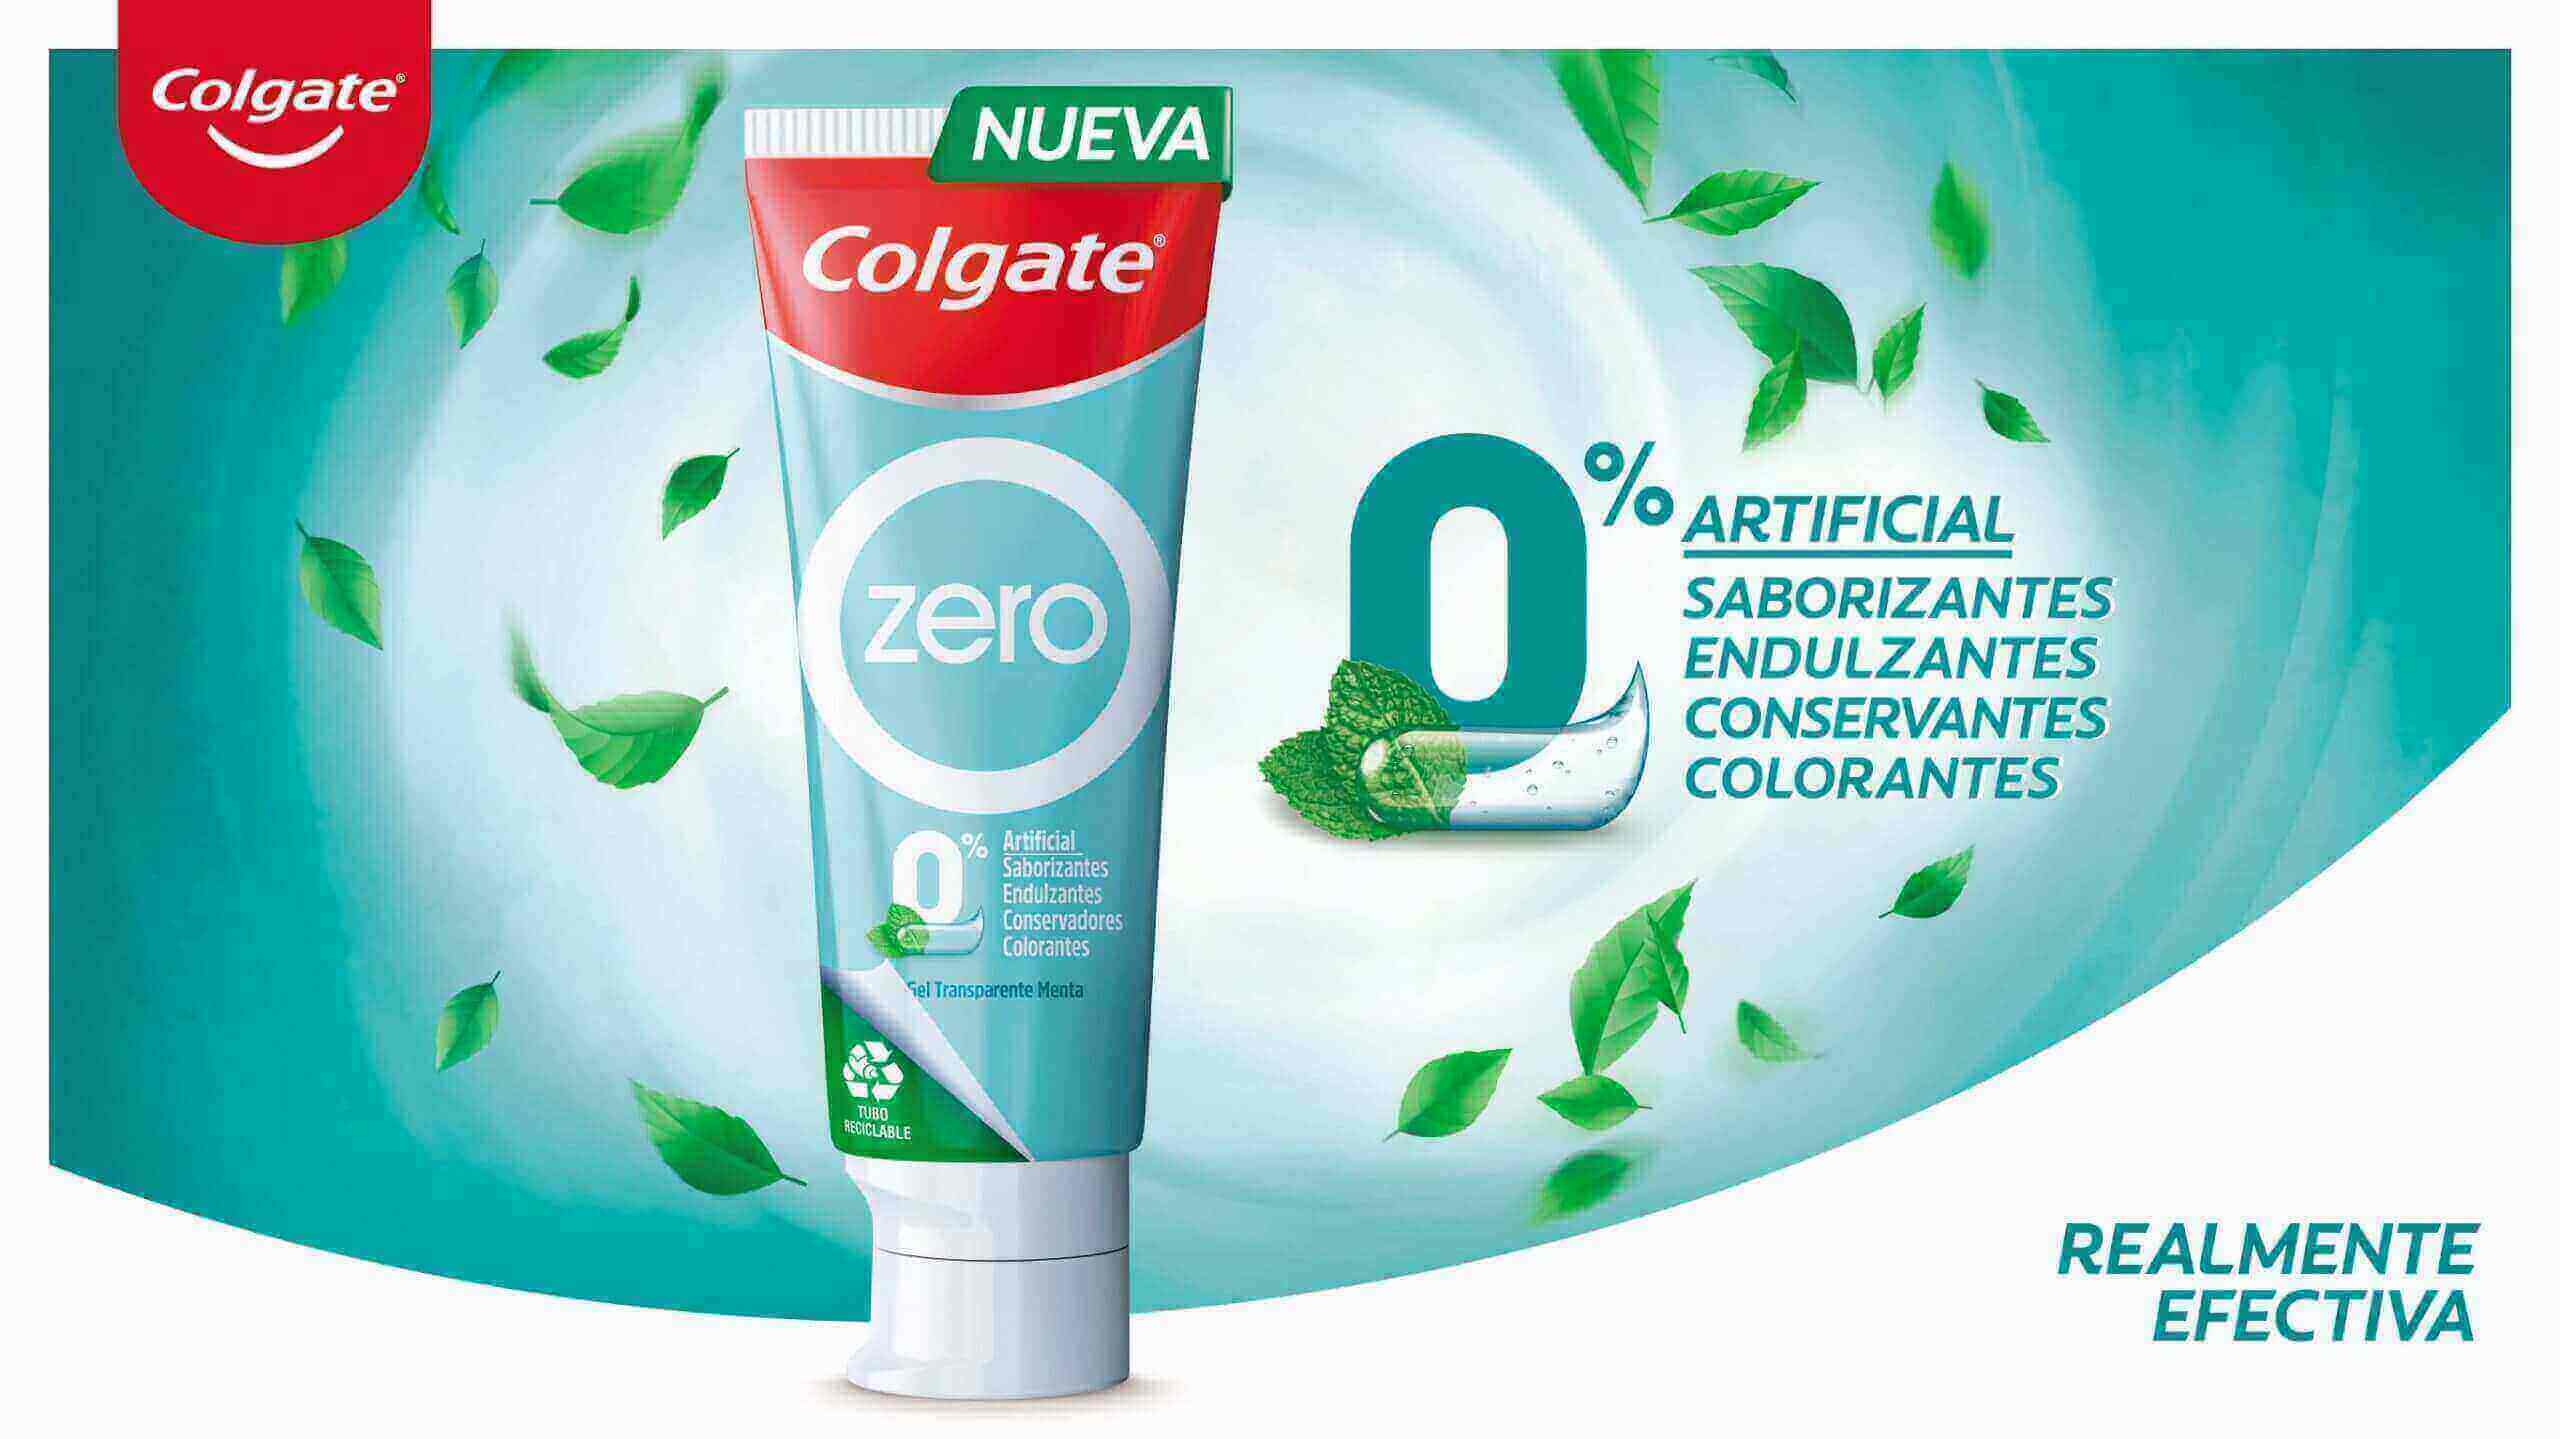 Colgate®
NUEVA
Colgate®
zero
0% Artificial
Saborizantes
Endulzantes
Conservadores
Colorantes
Gel Transparente Menta
TUBO
RECICLABLE
0% ARTIFICIAL
SABORIZANTES
ENDULZANTES
CONSERVANTES
COLORANTES
REALMENTE
EFECTIVA